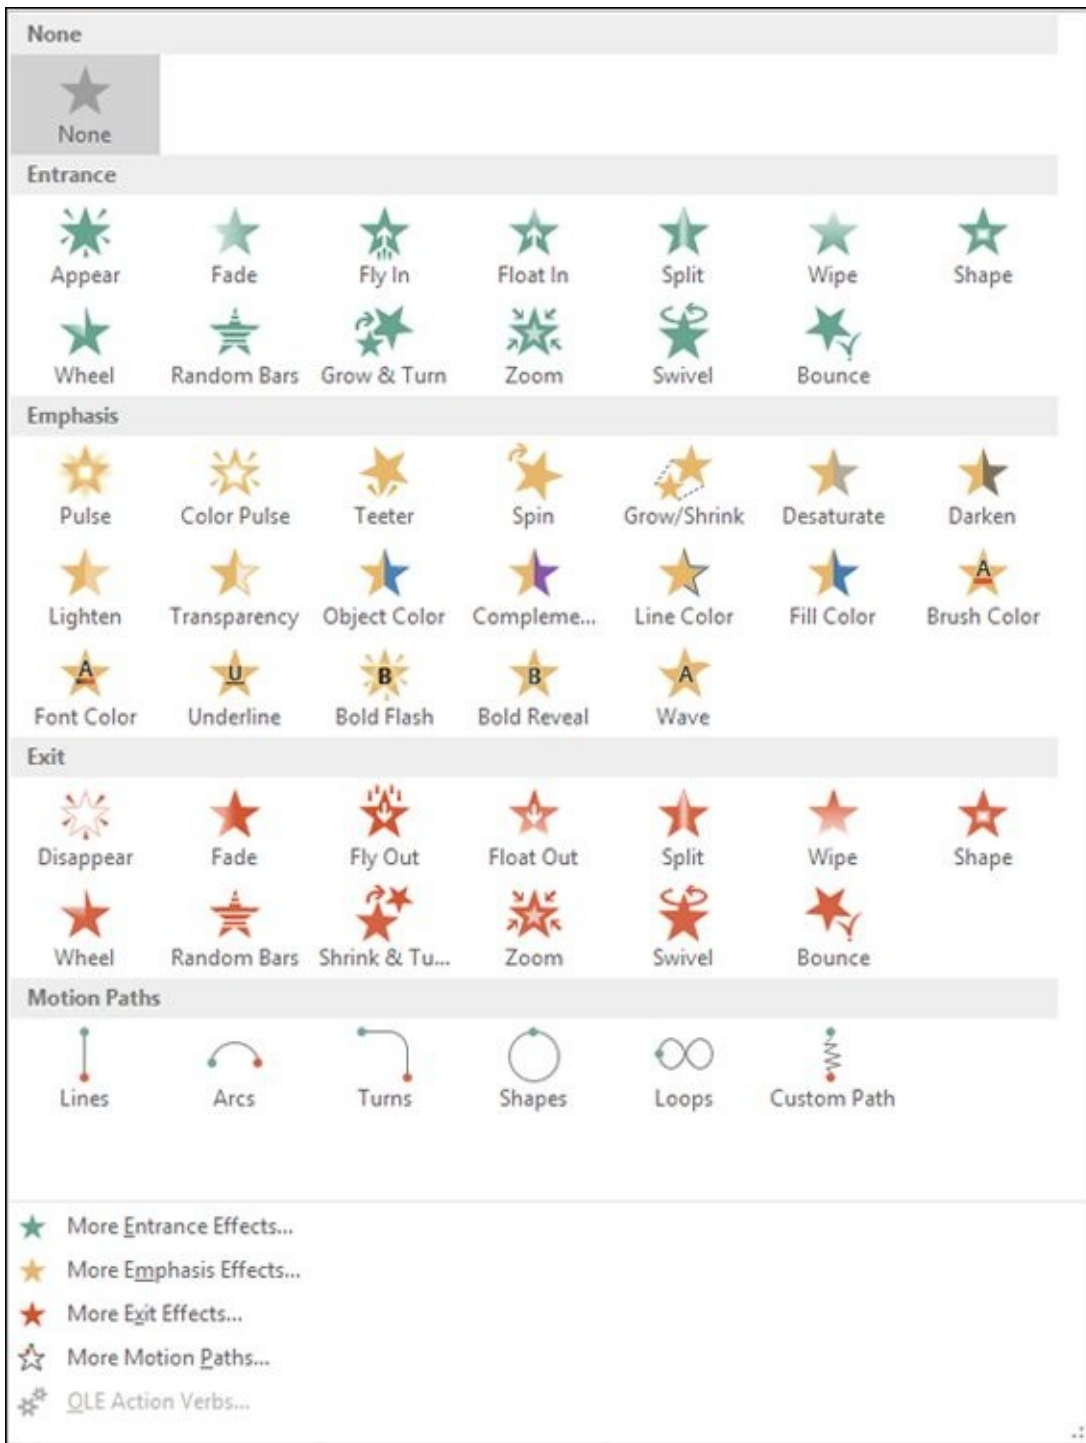 None
None
Entrance
Appear Fade Fly In Float In Split Wipe Shape
Wheel Random Bars Grow & Turn Zoom Swivel Bounce
Emphasis
Pulse Color Pulse Teeter Spin Grow/Shrink Desaturate Darken
Lighten Transparency Object Color Compleme... Line Color Fill Color Brush Color
A
A U B B A
Font Color Underline Bold Flash Bold Reveal Wave
Exit
Disappear Fade Fly Out Float Out Split Wipe Shape
Wheel Random Bars Shrink & Tu... Zoom Swivel Bounce
Motion Paths
Lines Arcs Turns Shapes Loops Custom Path
More Entrance Effects...
More Emphasis Effects...
More Exit Effects...
More Motion Paths...
OLE Action Verbs...